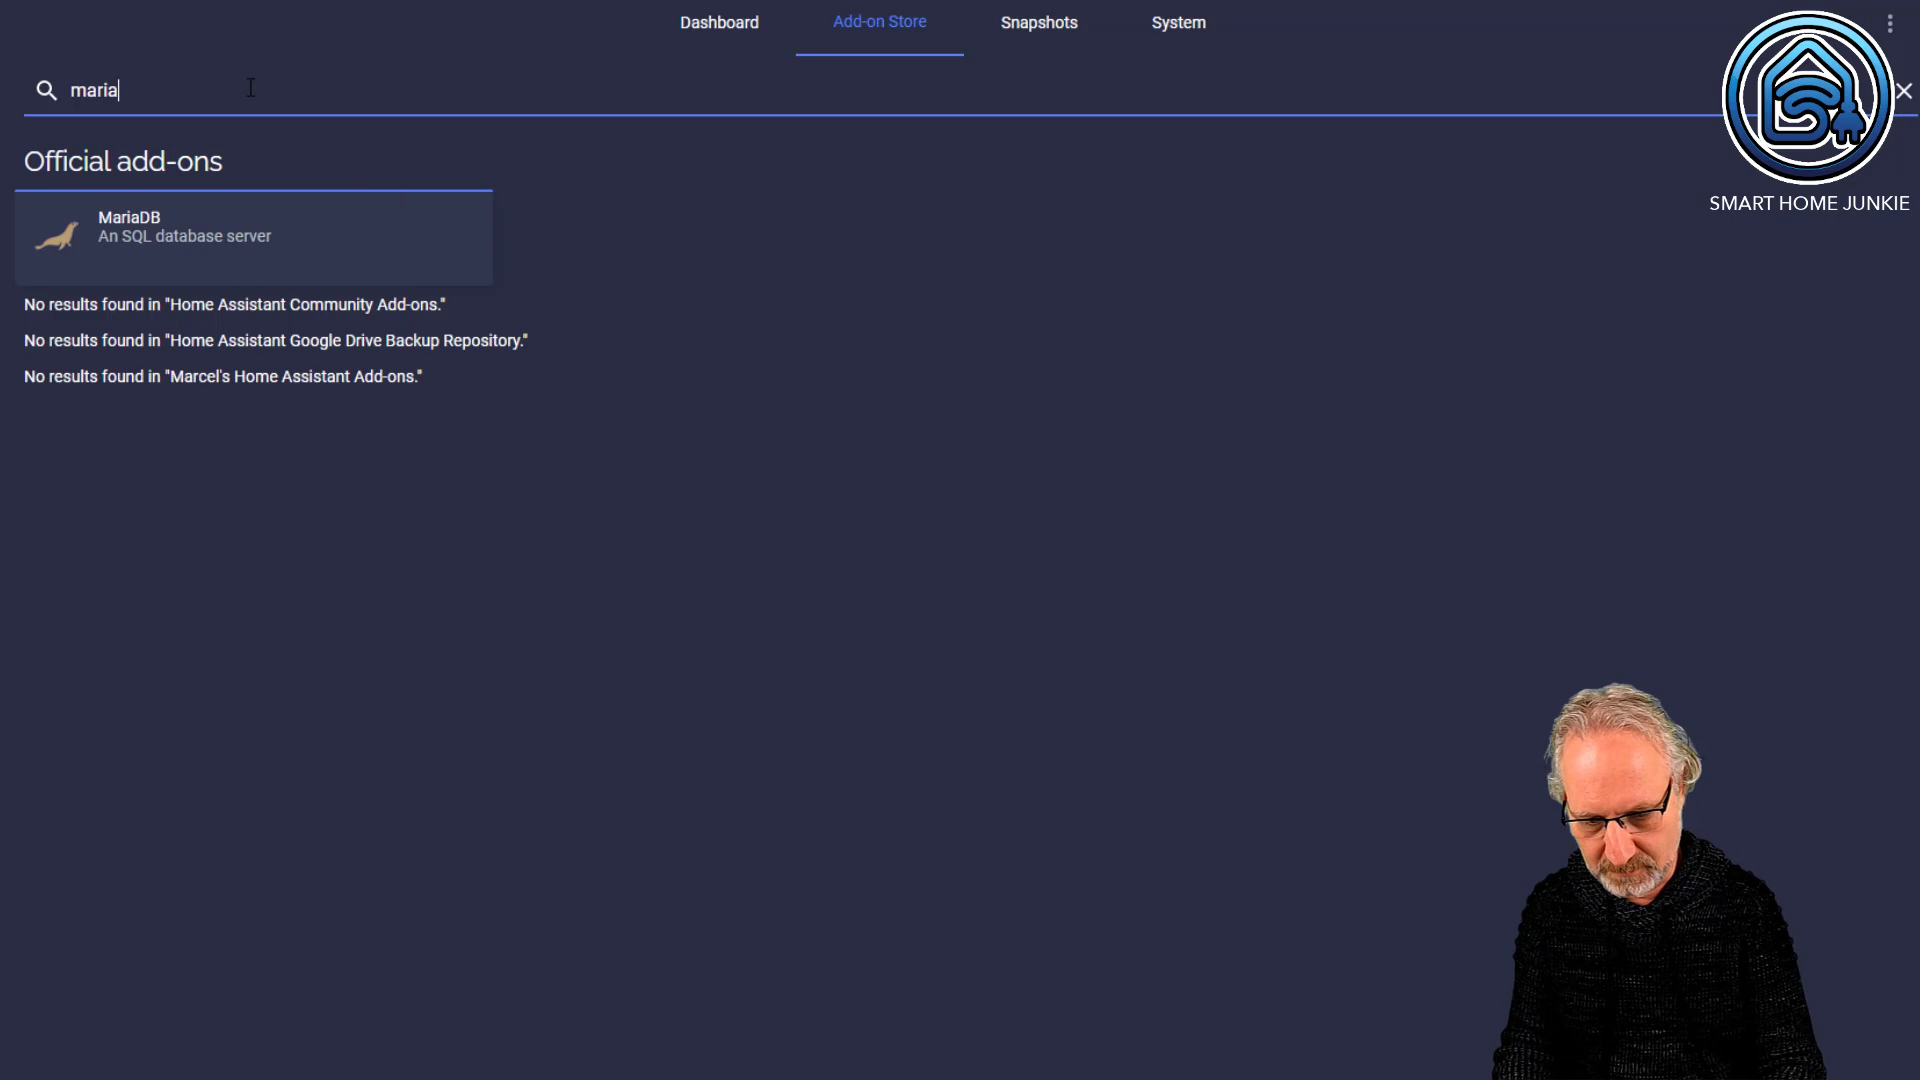 Dashboard
Add-on Store
Snapshots
System
maria
SMART HOME JUNKIE
Official add-ons
MariaDB
An SQL database server
No results found in "Home Assistant Community Add-ons."
No results found in "Home Assistant Google Drive Backup Repository."
No results found in "Marcel's Home Assistant Add-ons."